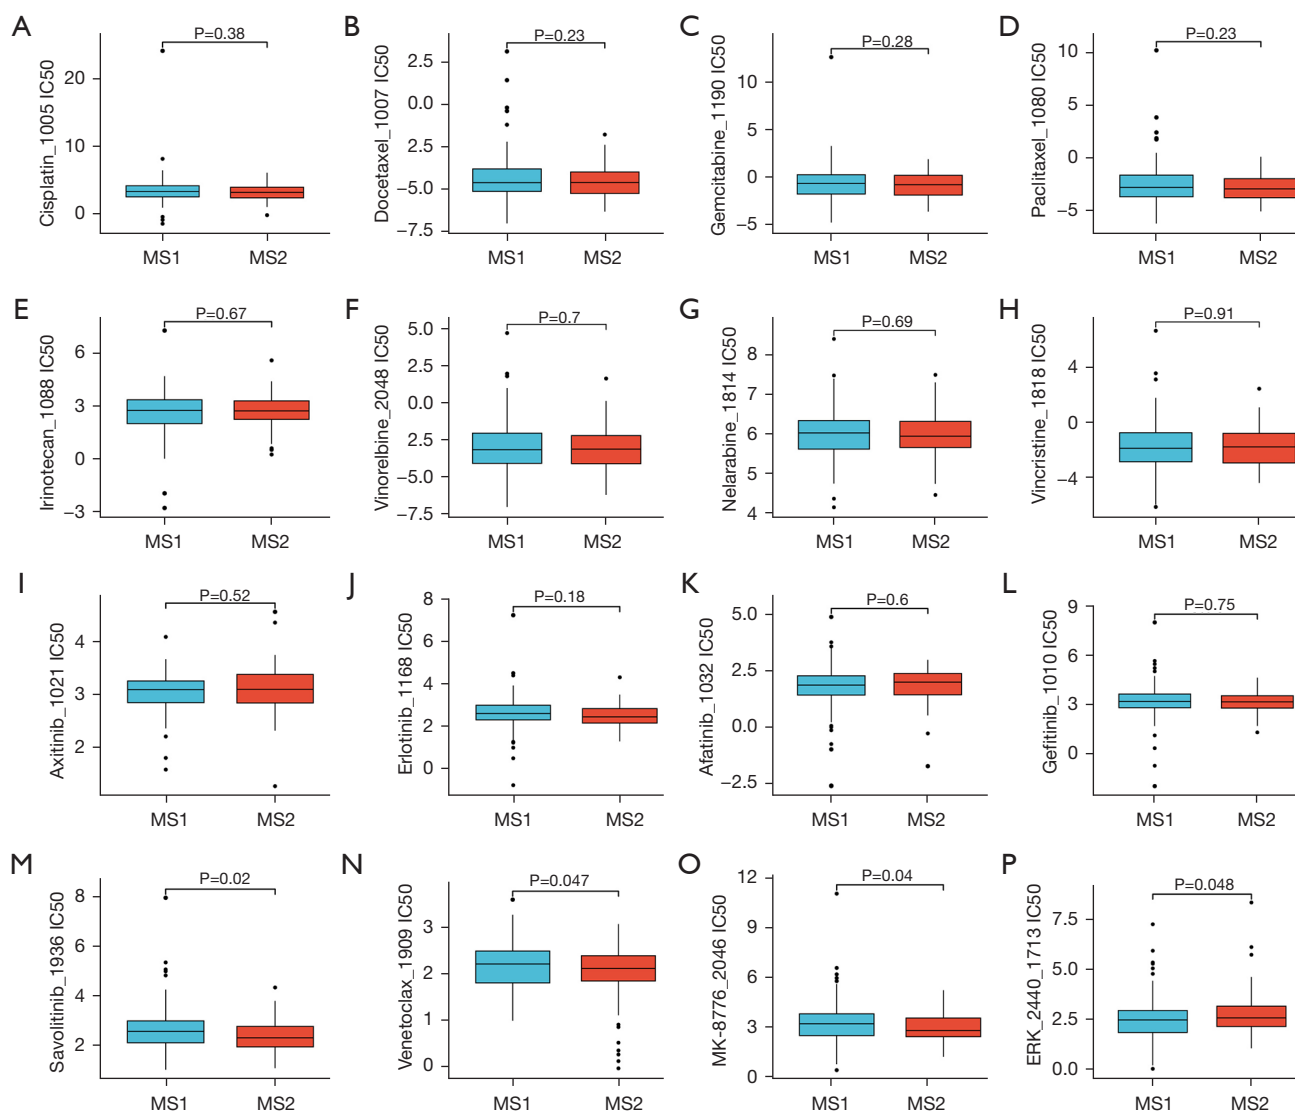 A
Cisplatin_1005 IC50
P=0.38
20
10
0
MS1 MS2
B
Docetaxel_1007 IC50
P=0.23
2.5
0.0
−2.5
−5.0
−7.5
MS1 MS2
C
Gemcitabine_1190 IC50
P=0.28
10
5
0
−5
MS1 MS2
D
Paclitaxel_1080 IC50
P=0.23
10
5
0
−5
MS1 MS2
E
Irinotecan_1088 IC50
P=0.67
6
3
0
−3
MS1 MS2
F
Vinorelbine_2048 IC50
P=0.7
5.0
2.5
0.0
2.5
−5.0
−7.5
MS1 MS2
G
Nelarabine_1814 IC50
P=0.69
8
7
6
5
4
MS1 MS2
H
Vincristine_1818 IC50
P=0.91
4
0
−4
MS1 MS2
I
Axitinib_1021 IC50
P=0.52
4
3
2
MS1 MS2
J
Erlotinib_1168 IC50
P=0.18
8
6
4
2
0
MS1 MS2
K
Afatinib_1032 IC50
P=0.6
5.0
2.5
0.0
−2.5
MS1 MS2
L
Gefitinib_1010 IC50
P=0.75
9
6
3
0
MS1 MS2
M
Savolitinib_1936 IC50
P=0.02
8
6
4
2
MS1 MS2
N
Venetoclax_1909 IC50
P=0.047
3
2
1
0
MS1 MS2
O
MK-8776_2046 IC50
P=0.04
12
9
6
3
0
MS1 MS2
P
ERK_2440_1713 IC50
P=0.048
7.5
5.0
2.5
0.0
MS1 MS2